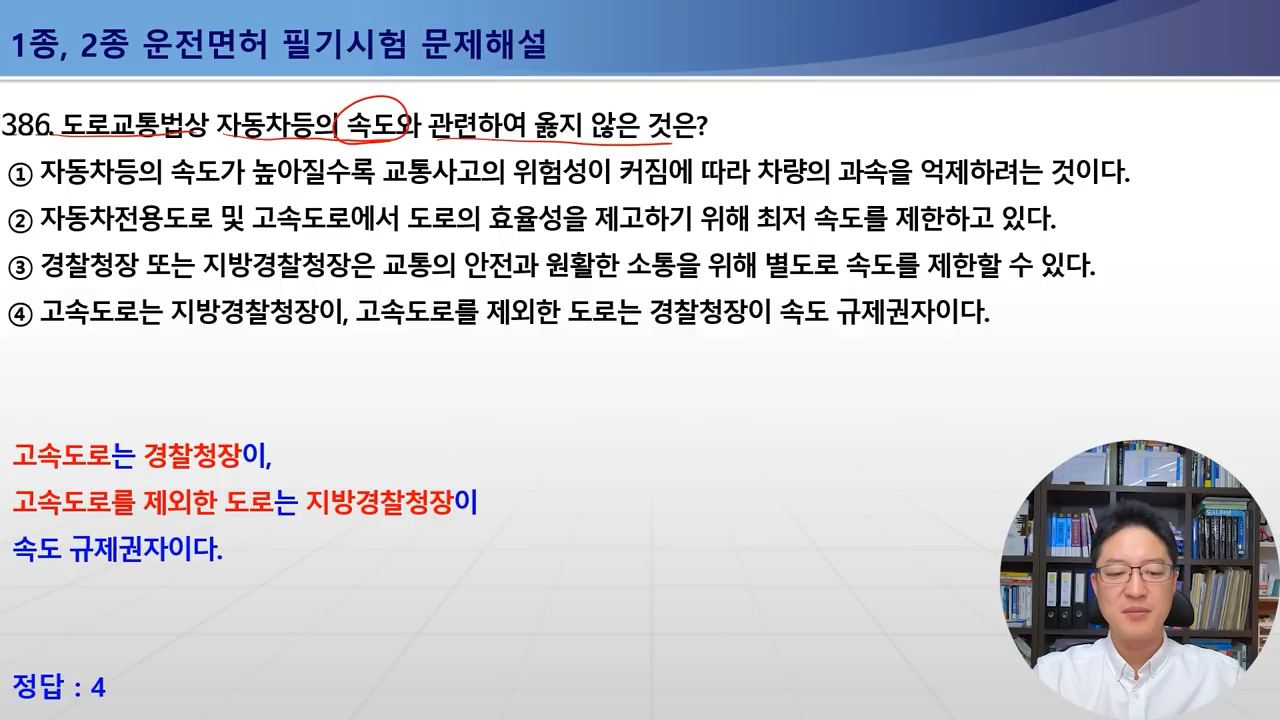 1종, 2종 운전면허 필기시험 문제해설
386. 도로교통법상 자동차등의 속도와 관련하여 옳지 않은 것은?
① 자동차등의 속도가 높아질수록 교통사고의 위험성이 커짐에 따라 차량의 과속을 억제하려는 것이다.
② 자동차전용도로 및 고속도로에서 도로의 효율성을 제고하기 위해 최저 속도를 제한하고 있다.
③ 경찰청장 또는 지방경찰청장은 교통의 안전과 원활한 소통을 위해 별도로 속도를 제한할 수 있다.
④ 고속도로는 지방경찰청장이, 고속도로를 제외한 도로는 경찰청장이 속도 규제권자이다.
고속도로는 경찰청장이,
고속도로를 제외한 도로는 지방경찰청장이
속도 규제권자이다.
정답 : 4